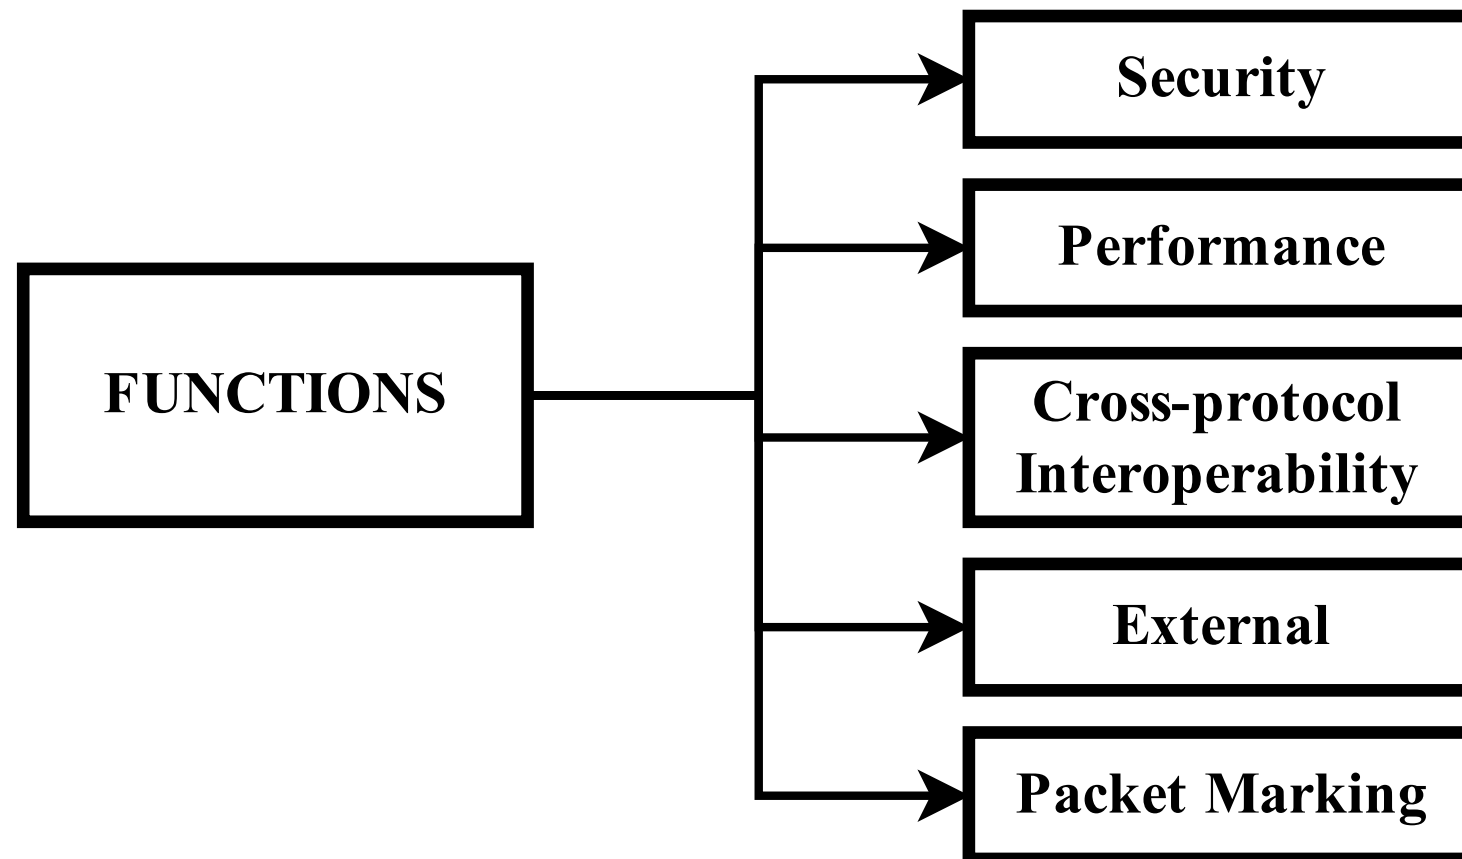 Security
Performance
FUNCTIONS
Cross-protocol
Interoperability
External
Packet Marking